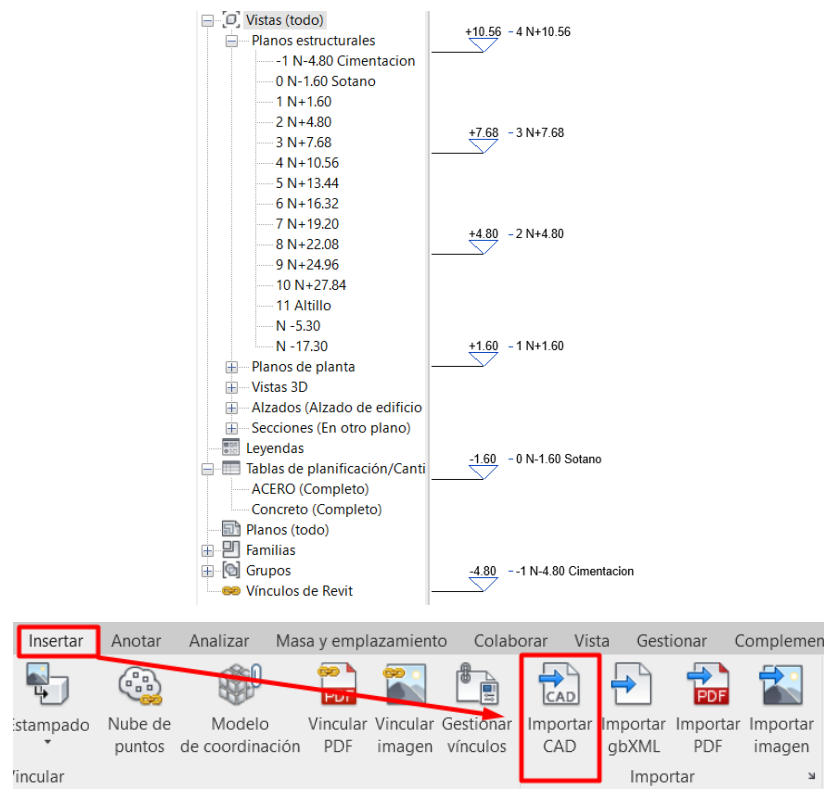 Vistas (todo)
Planos estructurales
-1 N-4.80 Cimentacion
0 N-1.60 Sotano
1 N+1.60
2 N+4.80
3 N+7.68
4 N+10.56
5 N+13.44
6 N+16.32
7 N+19.20
8 N+22.08
9 N+24.96
10 N+27.84
11 Altillo
N -5.30
N -17.30
Planos de planta
Vistas 3D
Alzados (Alzado de edificio
Secciones (En otro plano)
Leyendas
Tablas de planificación/Canti
ACERO (Completo)
Concreto (Completo)
Planos (todo)
Familias
Grupos
Vínculos de Revit
+10.56 - 4 N+10.56
+7.68 - 3 N+7.68
+4.80 - 2 N+4.80
+1.60 - 1 N+1.60
-1.60 - 0 N-1.60 Sotano
-4.80 - -1 N-4.80 Cimentacion
Insertar Anotar Analizar Masa y emplazamiento Colaborar Vista Gestionar Complemen
PDF CAD PDF
Estampado Nube de Modelo Vincular Vincular Gestionar Importar Importar Importar Importar
puntos de coordinación PDF imagen vínculos CAD gbXML PDF imagen
Vincular Importar